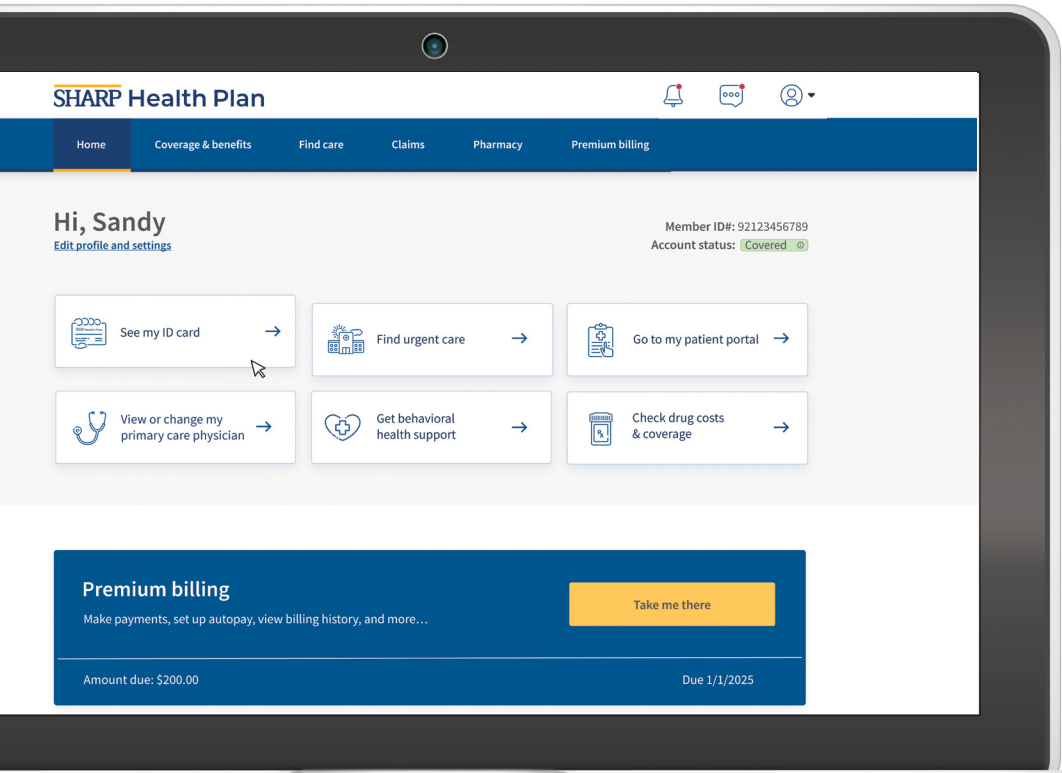 SHARP Health Plan
Home Coverage & benefits Find care Claims Pharmacy Premium billing
Hi, Sandy
Edit profile and settings
Member ID#: 92123456789
Account status: Covered
See my ID card
Find urgent care
Go to my patient portal
View or change my
primary care physician
Get behavioral
health support
Check drug costs
& coverage
Premium billing
Make payments, set up autopay, view billing history, and more...
Take me there
Amount due: $200.00
Due 1/1/2025